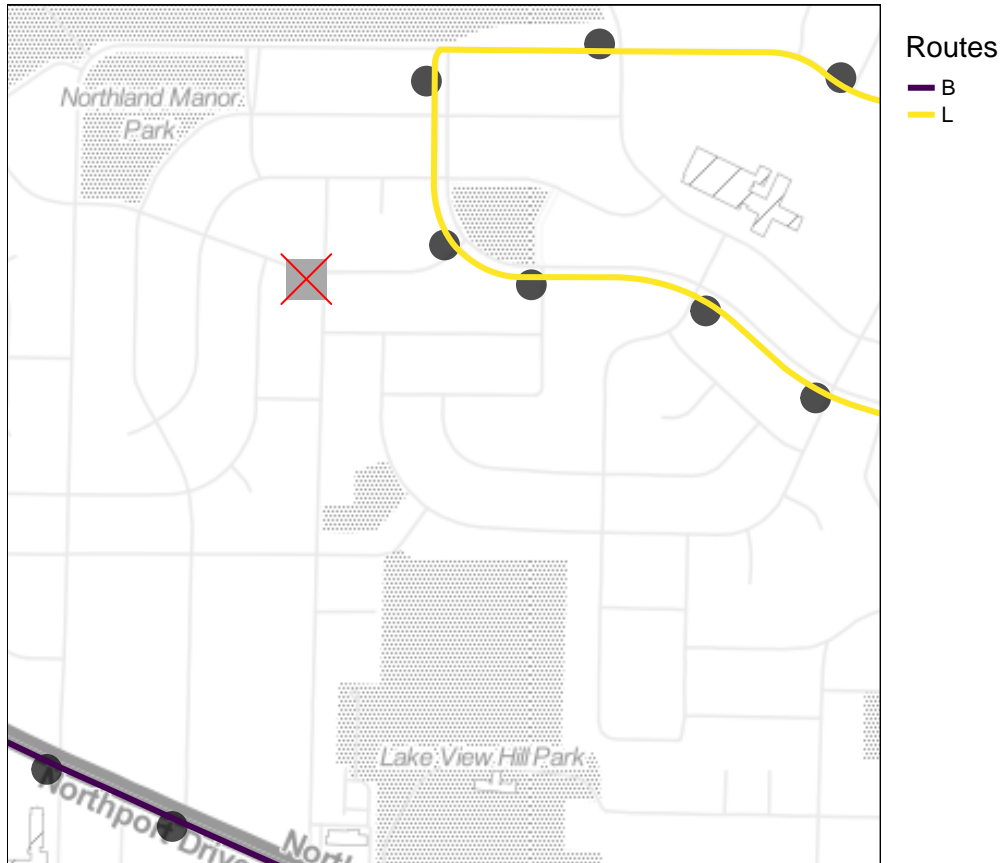 Routes
B
L
Northland Manor
Park
Lake View Hill Park
Northport Drive
North